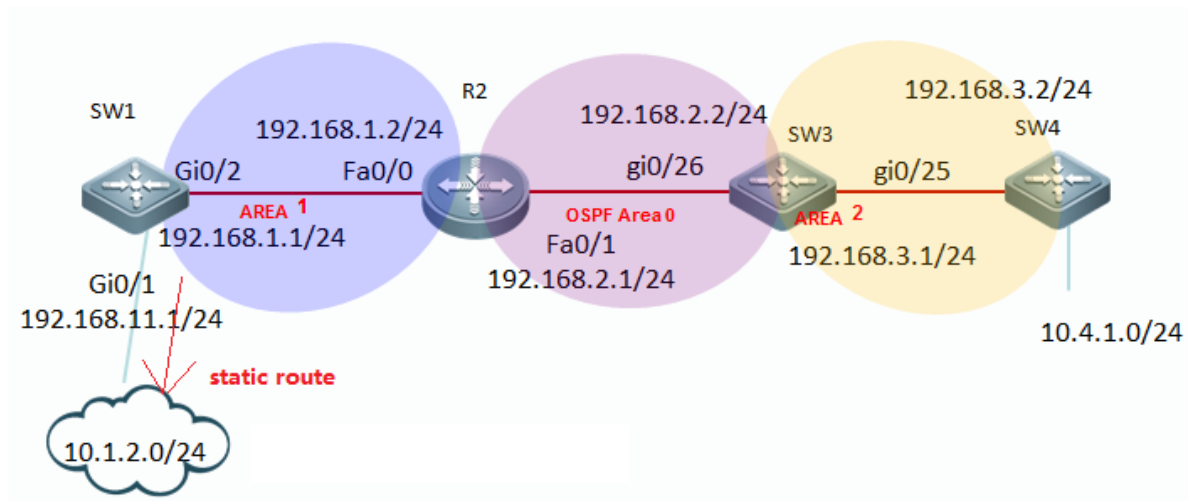 SW1
R2
SW3
SW4
192.168.1.2/24
192.168.2.2/24
192.168.3.2/24
Gi0/2
Fa0/0
gi0/26
gi0/25
AREA 1
OSPF Area 0
AREA 2
192.168.1.1/24
Fa0/1
192.168.2.1/24
192.168.3.1/24
Gi0/1
192.168.11.1/24
static route
10.1.2.0/24
10.4.1.0/24